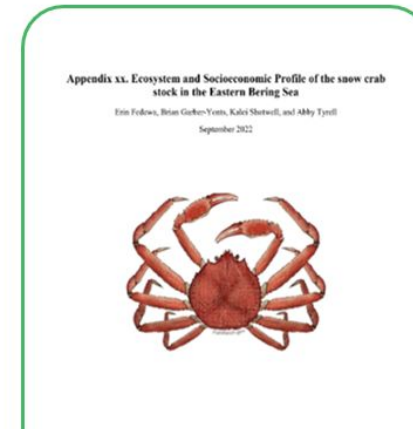 Appendix xx. Ecosystem and Socioeconomic Profile of the snow crab
stock in the Eastern Bering Sea
Erin Fedewa, Brian Garber-Yonts, Kalei Shotwell, and Abby Tyrell
September 2022